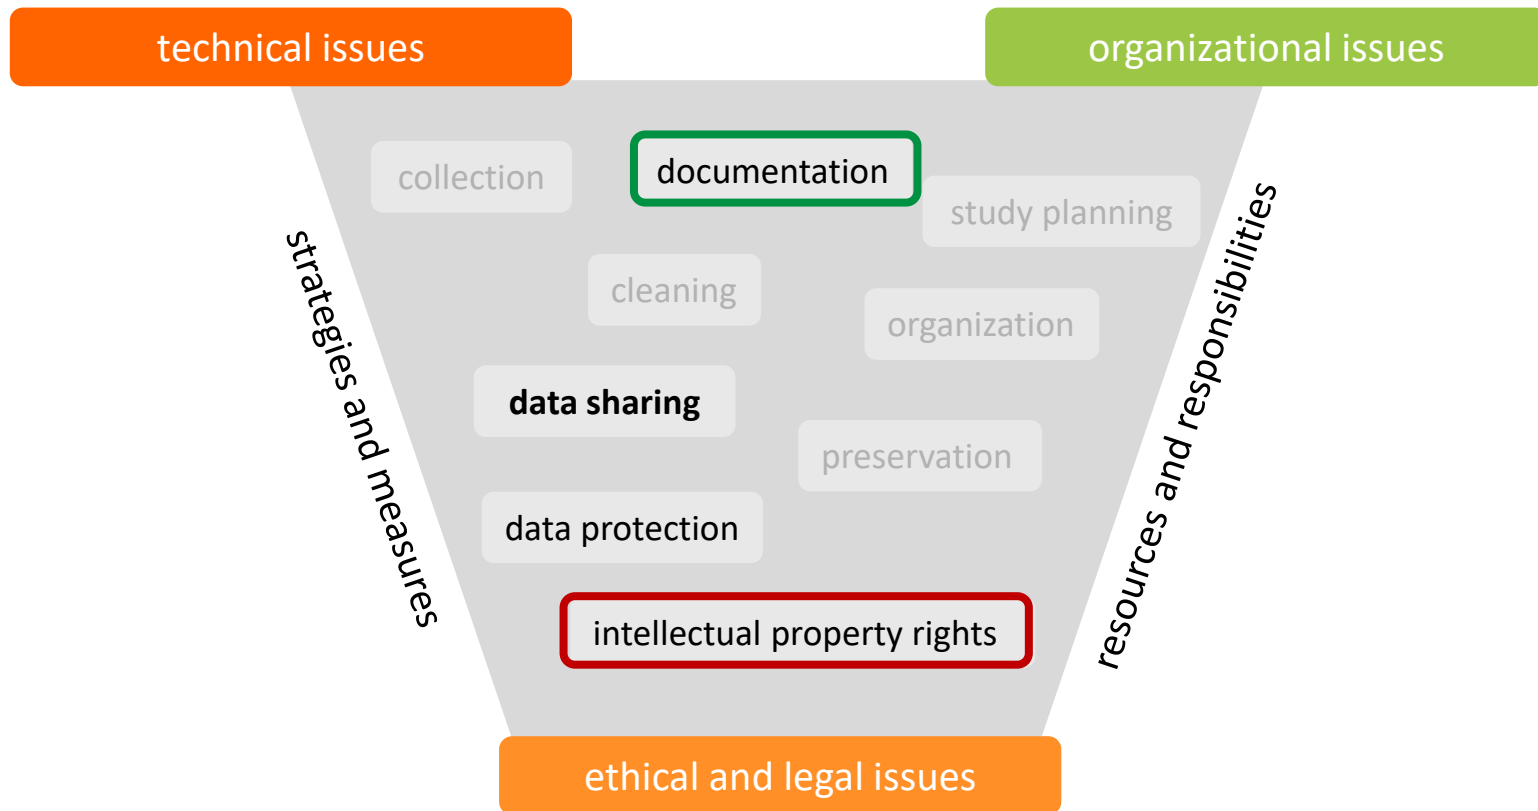 technical issues
organizational issues
collection
documentation
study planning
cleaning
organization
strategies and measures
resources and responsibilities
data sharing
preservation
data protection
intellectual property rights
ethical and legal issues